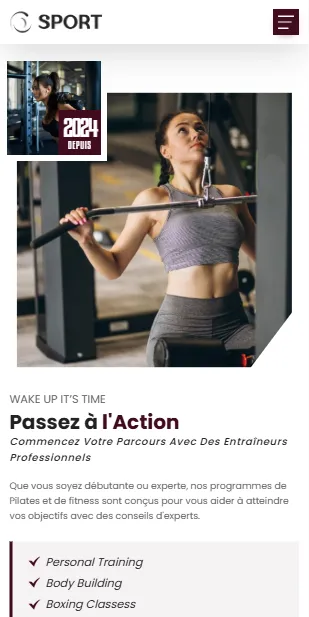 SPORT
2024
DEPUIS
WAKE UP IT'S TIME
Passez à l'Action
Commencez Votre Parcours Avec Des Entraîneurs
Professionnels
Que vous soyez débutante ou experte, nos programmes de
Pilates et de fitness sont conçus pour vous aider à atteindre
vos objectifs avec des conseils d'experts.
Personal Training
Body Building
Boxing Classess